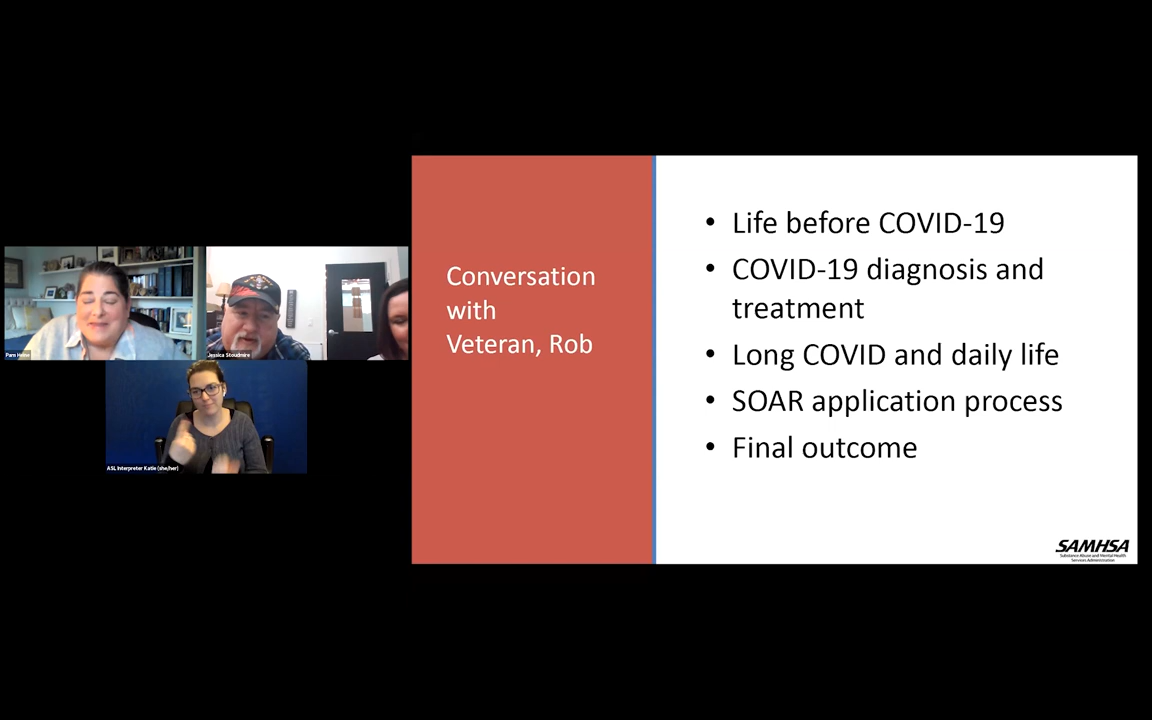 Conversation
with
Veteran, Rob
• Life before COVID-19
• COVID-19 diagnosis and
treatment
• Long COVID and daily life
• SOAR application process
• Final outcome
SAMHSA
Substance Abuse and Mental Health
Services Administration
Pam Heine
Jessica Stoudmire
ASL Interpreter Katie (she/her)